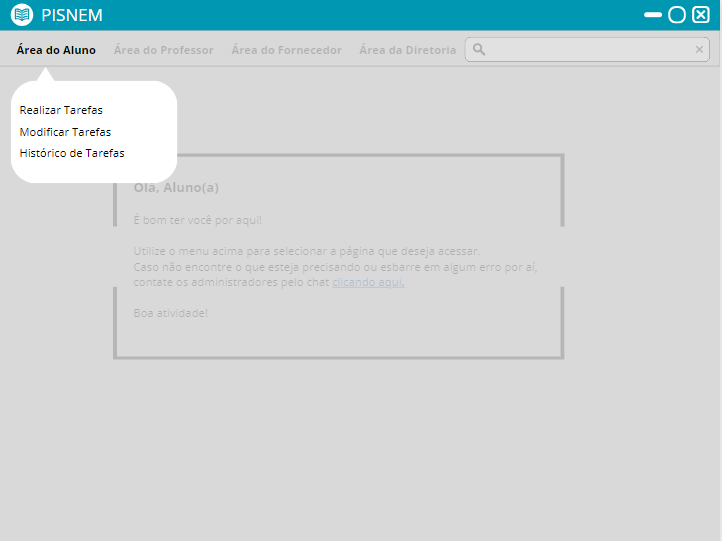 PISNEM
Área do Aluno Área do Professor Área do Fornecedor Área da Diretoria
Realizar Tarefas
Modificar Tarefas
Histórico de Tarefas
Olá, Aluno(a)
É bom ter você por aqui!
Utilize o menu acima para selecionar a página que deseja acessar.
Caso não encontre o que esteja precisando ou esbarre em algum erro por aí,
contate os administradores pelo chat clicando aqui.
Boa atividade!